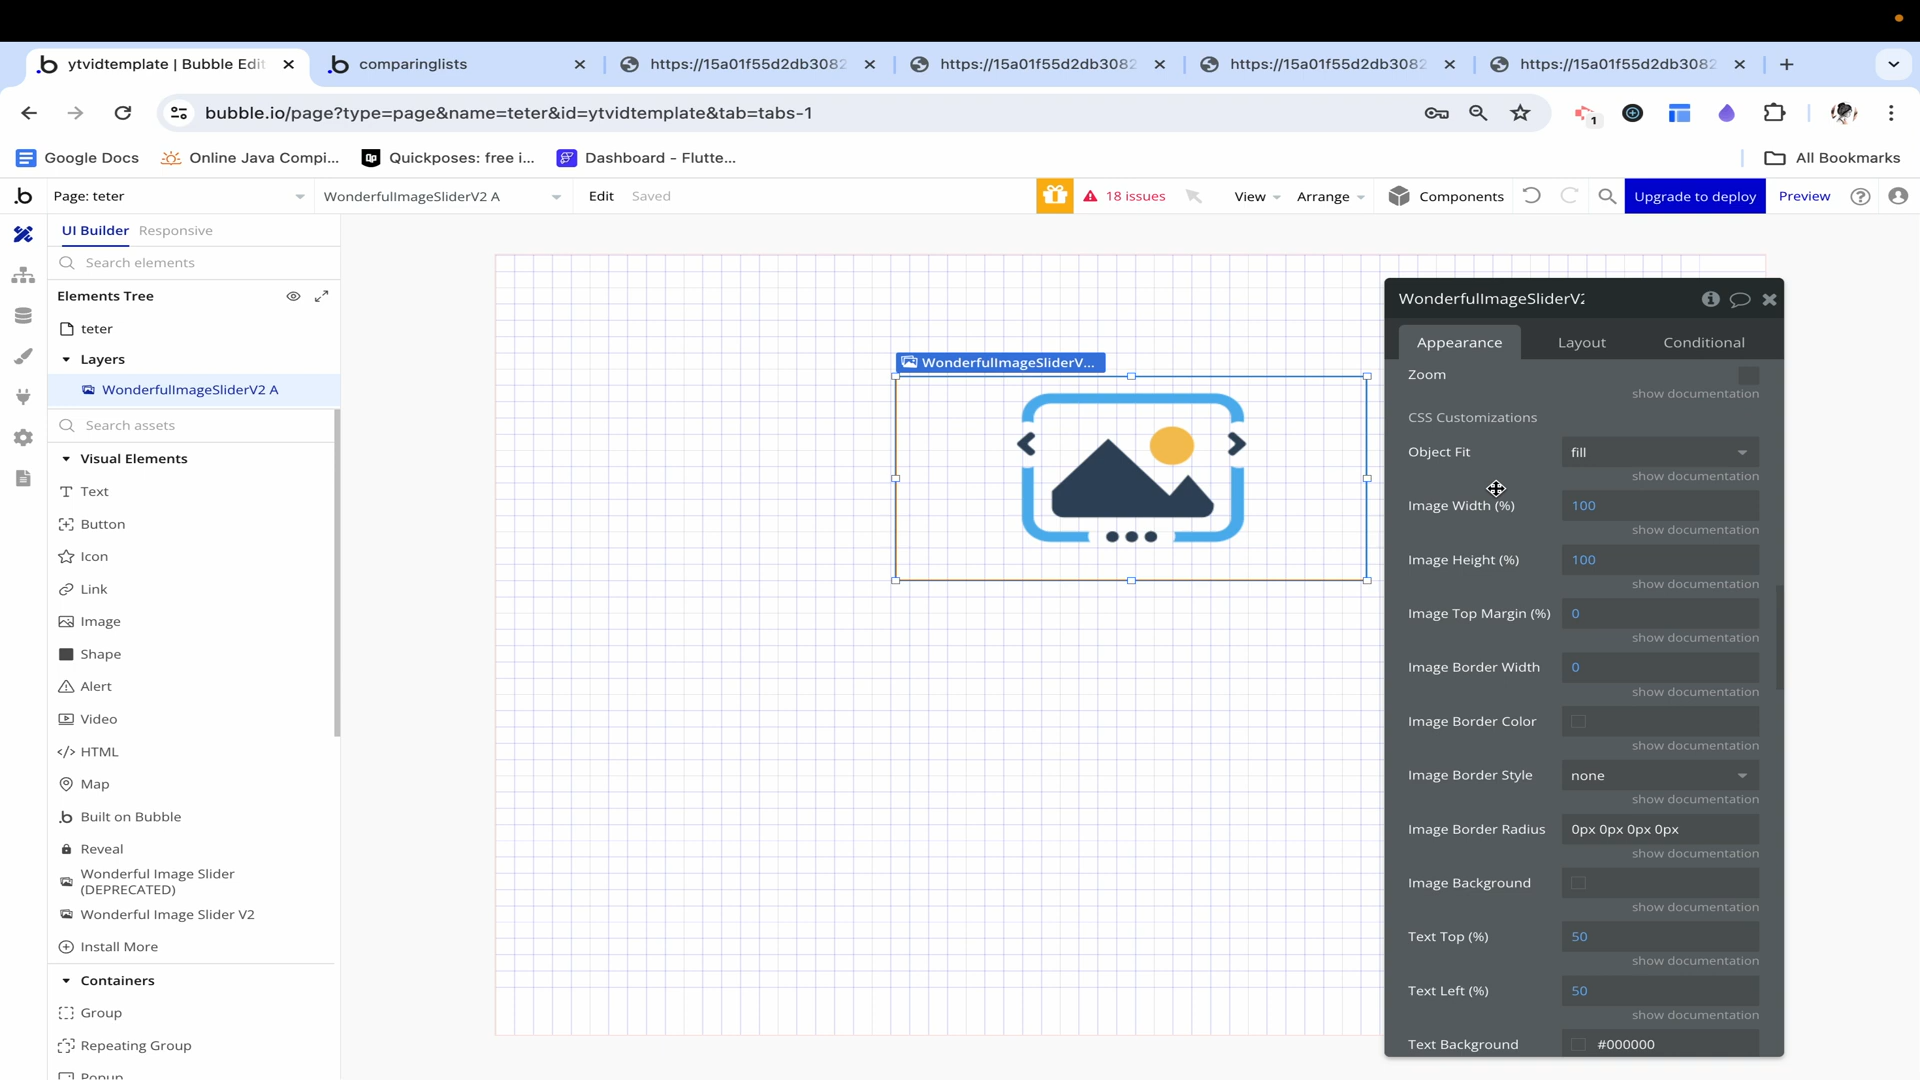 ytvidtemplate | Bubble Edit
comparinglists
https://15a01f55d2db3082
https://15a01f55d2db3082
https://15a01f55d2db3082
https://15a01f55d2db3082
bubble.io/page?type=page&name=teter&id=ytvidtemplate&tab=tabs-1
1
Google Docs
Online Java Compi...
Quickposes: free i...
Dashboard - Flutte...
All Bookmarks
Page: teter
WonderfulImageSliderV2 A
Edit
Saved
18 issues
View
Arrange
Components
Upgrade to deploy
Preview
UI Builder
Responsive
Search elements
Elements Tree
teter
Layers
WonderfulImageSliderV2 A
Search assets
Visual Elements
Text
Button
Icon
Link
Image
Shape
Alert
Video
HTML
Map
Built on Bubble
Reveal
Wonderful Image Slider
(DEPRECATED)
Wonderful Image Slider V2
Install More
Containers
Group
Repeating Group
Popup
WonderfulImageSliderV...
WonderfulImageSliderV2
Appearance
Layout
Conditional
Zoom
show documentation
CSS Customizations
Object Fit
fill
show documentation
Image Width (%)
100
show documentation
Image Height (%)
100
show documentation
Image Top Margin (%)
0
show documentation
Image Border Width
0
show documentation
Image Border Color
show documentation
Image Border Style
none
show documentation
Image Border Radius
0px 0px 0px 0px
show documentation
Image Background
show documentation
Text Top (%)
50
show documentation
Text Left (%)
50
show documentation
Text Background
#000000